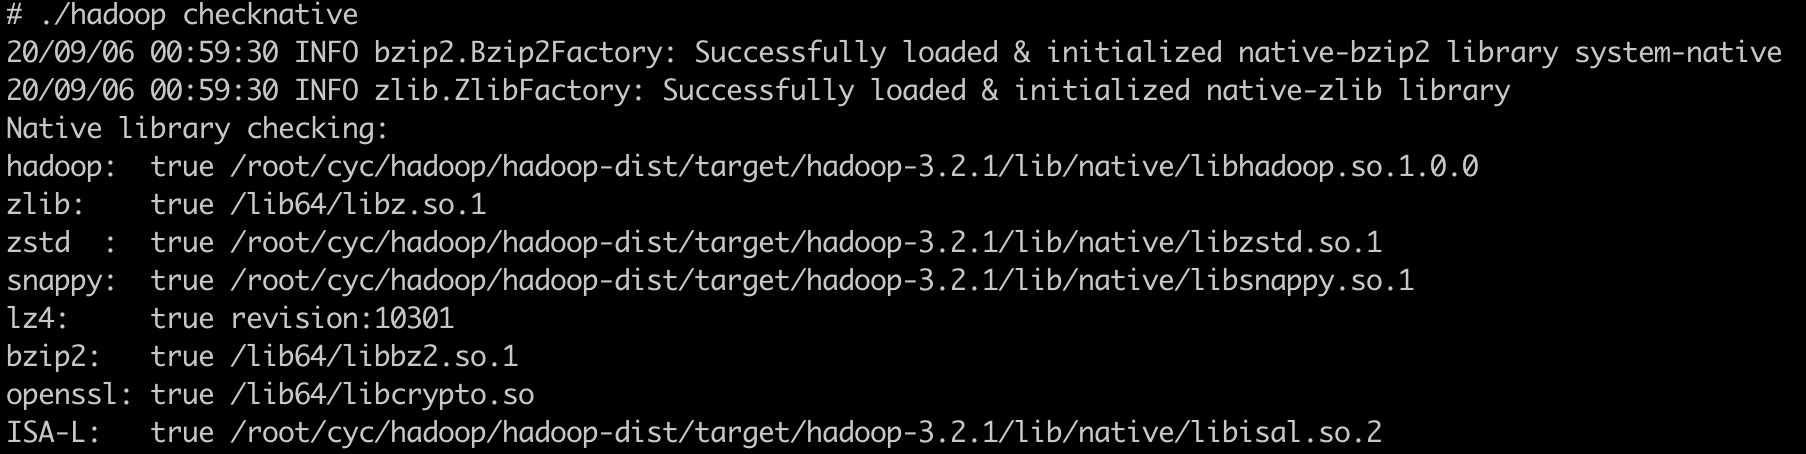 # ./hadoop checknative
20/09/06 00:59:30 INFO bzip2.Bzip2Factory: Successfully loaded & initialized native-bzip2 library system-native
20/09/06 00:59:30 INFO zlib.ZlibFactory: Successfully loaded & initialized native-zlib library
Native library checking:
hadoop:  true /root/cyc/hadoop/hadoop-dist/target/hadoop-3.2.1/lib/native/libhadoop.so.1.0.0
zlib:    true /lib64/libz.so.1
zstd  :  true /root/cyc/hadoop/hadoop-dist/target/hadoop-3.2.1/lib/native/libzstd.so.1
snappy:  true /root/cyc/hadoop/hadoop-dist/target/hadoop-3.2.1/lib/native/libsnappy.so.1
lz4:     true revision:10301
bzip2:   true /lib64/libbz2.so.1
openssl: true /lib64/libcrypto.so
ISA-L:   true /root/cyc/hadoop/hadoop-dist/target/hadoop-3.2.1/lib/native/libisal.so.2